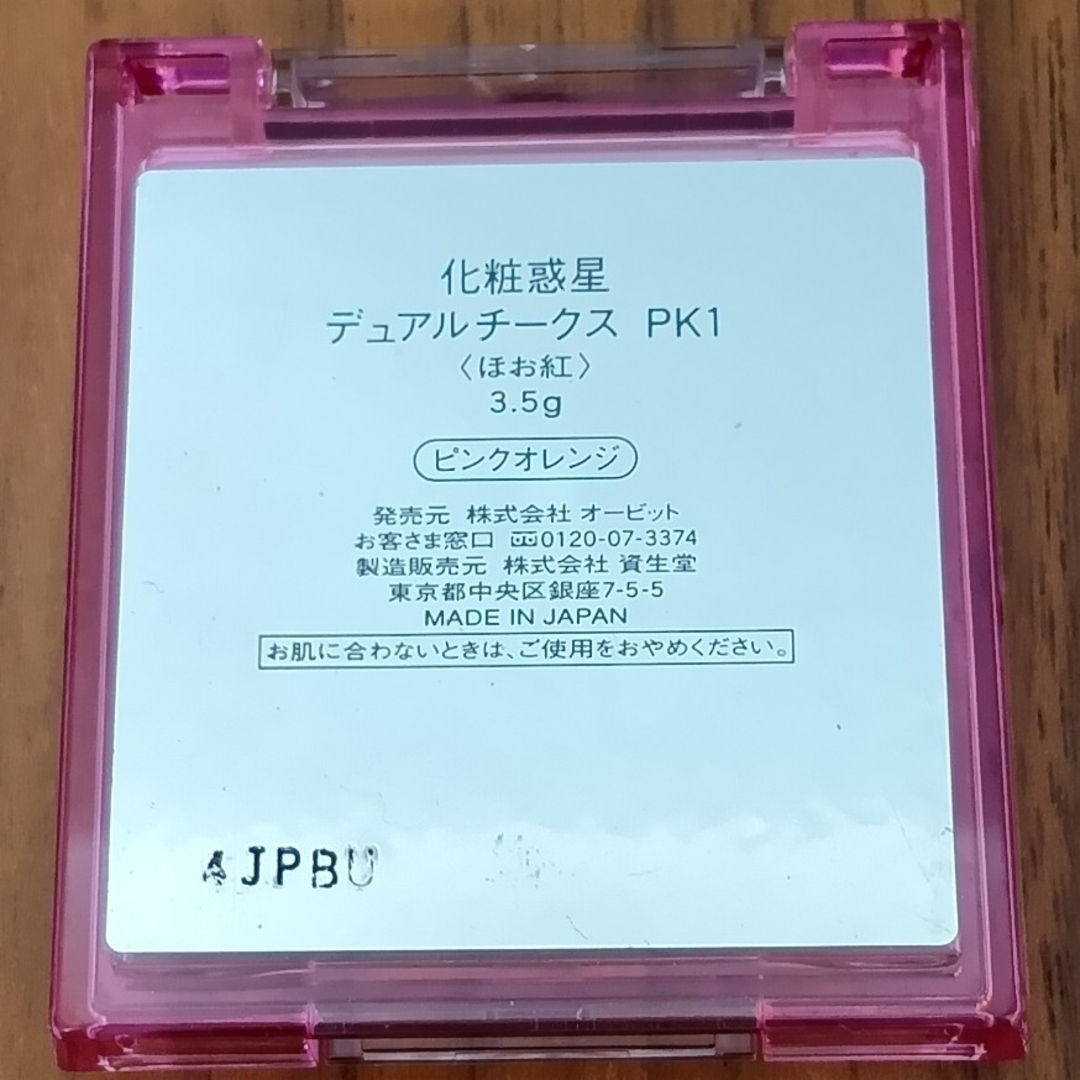 化粧惑星
デュアルチークス PK1
〈ほお紅〉
3.5g
ピンクオレンジ
発売元 株式会社 オービット
お客さま窓口 0120-07-3374
製造販売元 株式会社 資生堂
東京都中央区銀座7-5-5
MADE IN JAPAN
お肌に合わないときは、ご使用をおやめください。
4JPBU